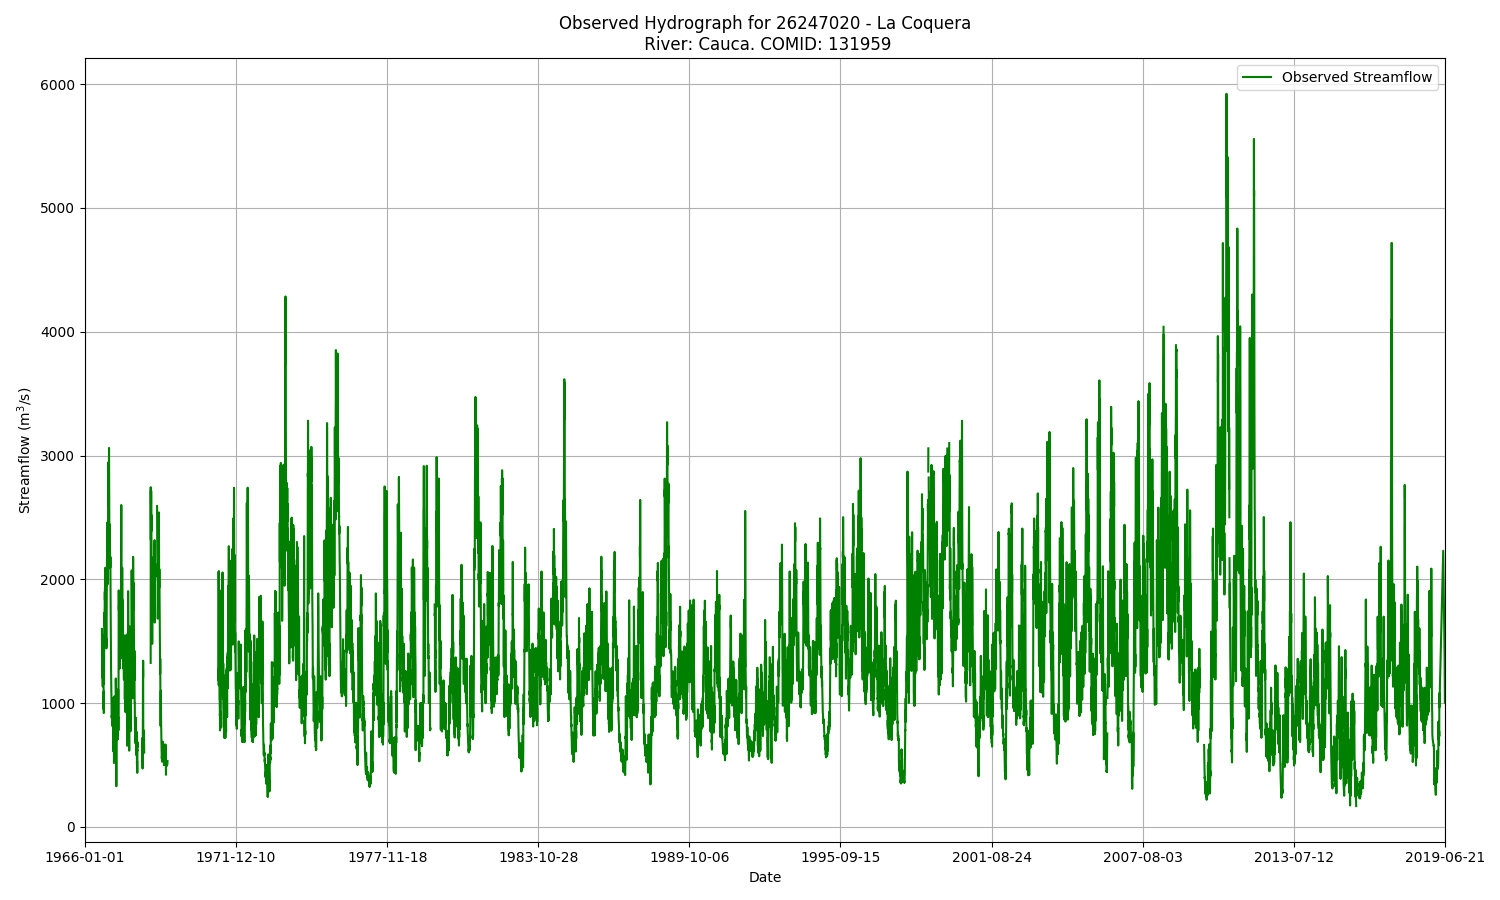 Observed Hydrograph for 26247020 - La Coquera
River: Cauca. COMID: 131959
Observed Streamflow
6000
5000
4000
3000
2000
1000
0
Streamflow (m³/s)
1966-01-01 1971-12-10 1977-11-18 1983-10-28 1989-10-06 1995-09-15 2001-08-24 2007-08-03 2013-07-12 2019-06-21
Date